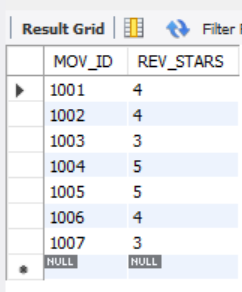 Result Grid Filter
MOV_ID REV_STARS
1001 4
1002 4
1003 3
1004 5
1005 5
1006 4
1007 3
NULL NULL